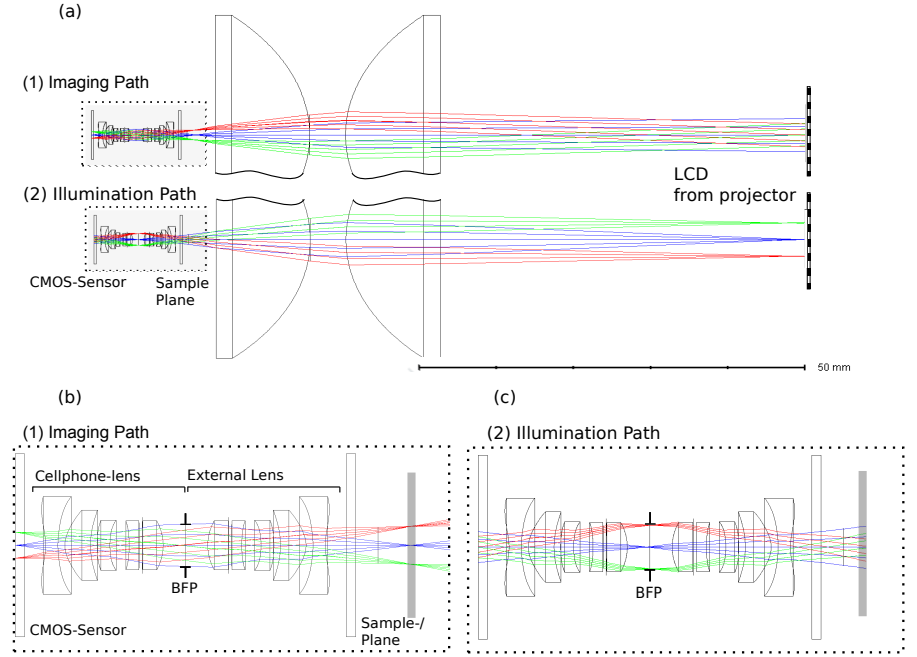 (a)
(1) Imaging Path
(2) Illumination Path
LCD
from projector
CMOS-Sensor
Sample
Plane
50 mm
(b)
(1) Imaging Path
Cellphone-lens
External Lens
BFP
CMOS-Sensor
Sample-/
Plane
(c)
(2) Illumination Path
BFP